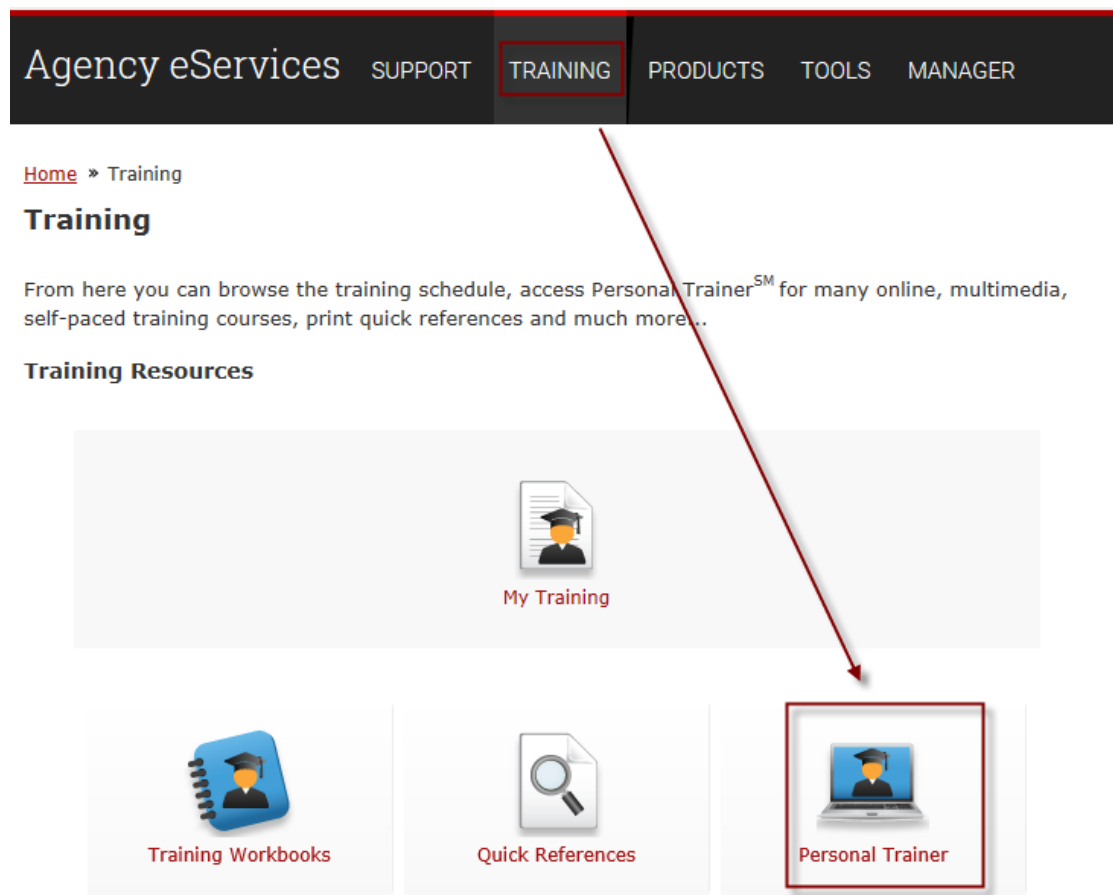 Agency eServices SUPPORT TRAINING PRODUCTS TOOLS MANAGER
Home » Training
Training
From here you can browse the training schedule, access Personal Trainer℠ for many online, multimedia,
self-paced training courses, print quick references and much more...
Training Resources
My Training
Training Workbooks Quick References Personal Trainer